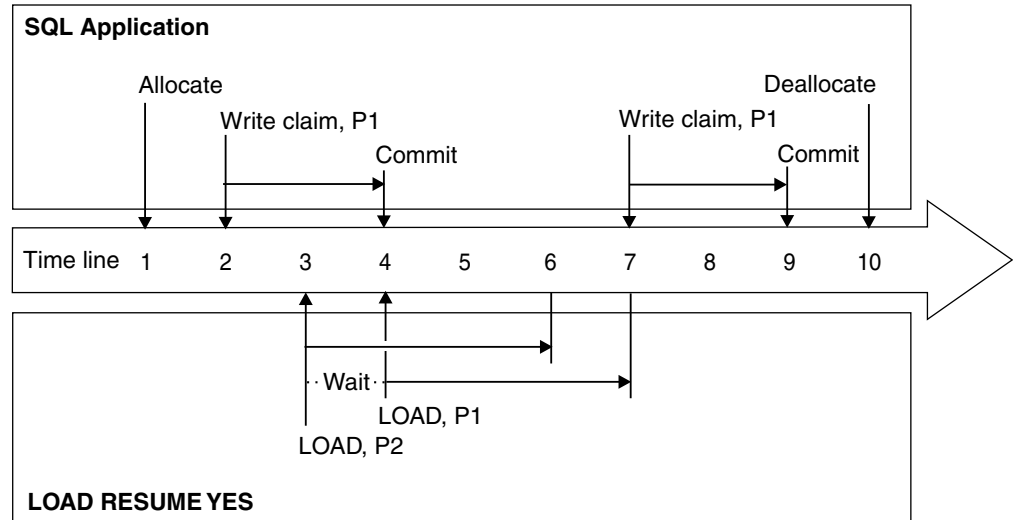 SQL Application
Allocate
Deallocate
Write claim, P1
Write claim, P1
Commit
Commit
Time line 1 2 3 4 5 6 7 8 9 10
Wait
LOAD, P1
LOAD, P2
LOAD RESUME YES